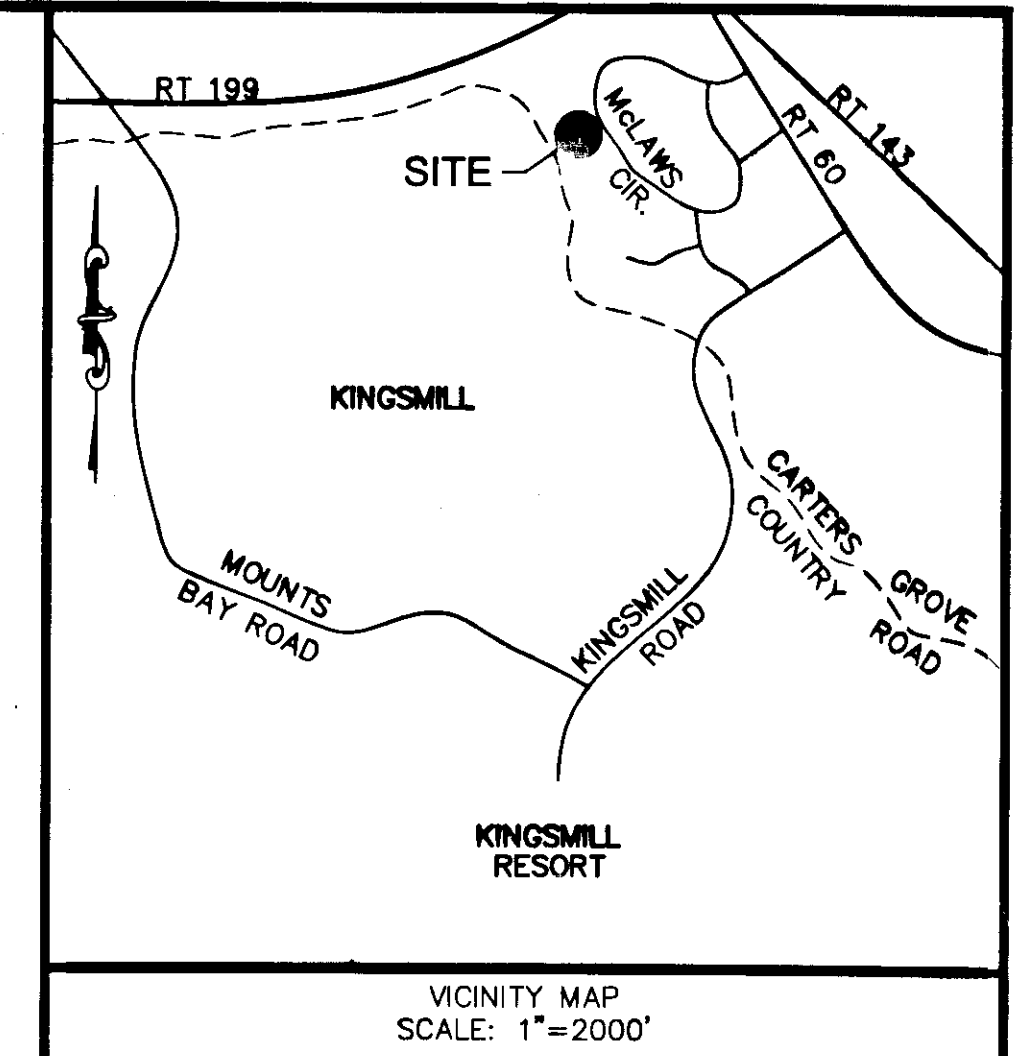 RT 199
McLAWS
CIR.
RT 143
RT 60
SITE
KINGSMILL
CARTERS
COUNTRY
GROVE
ROAD
MOUNTS
BAY ROAD
KINGSMILL
ROAD
KINGSMILL
RESORT
VICINITY MAP
SCALE: 1"=2000'